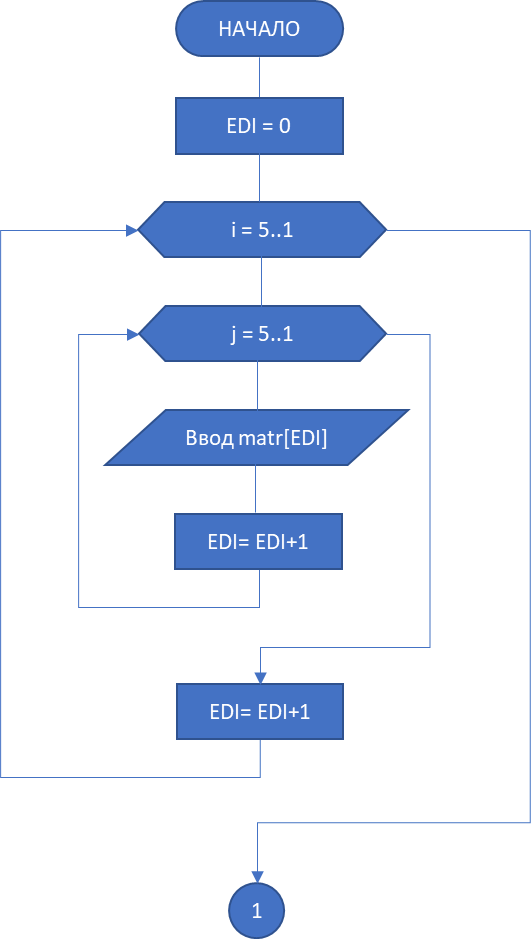 НАЧАЛО
EDI = 0
i = 5..1
j = 5..1
Ввод matr[EDI]
EDI= EDI+1
EDI= EDI+1
1